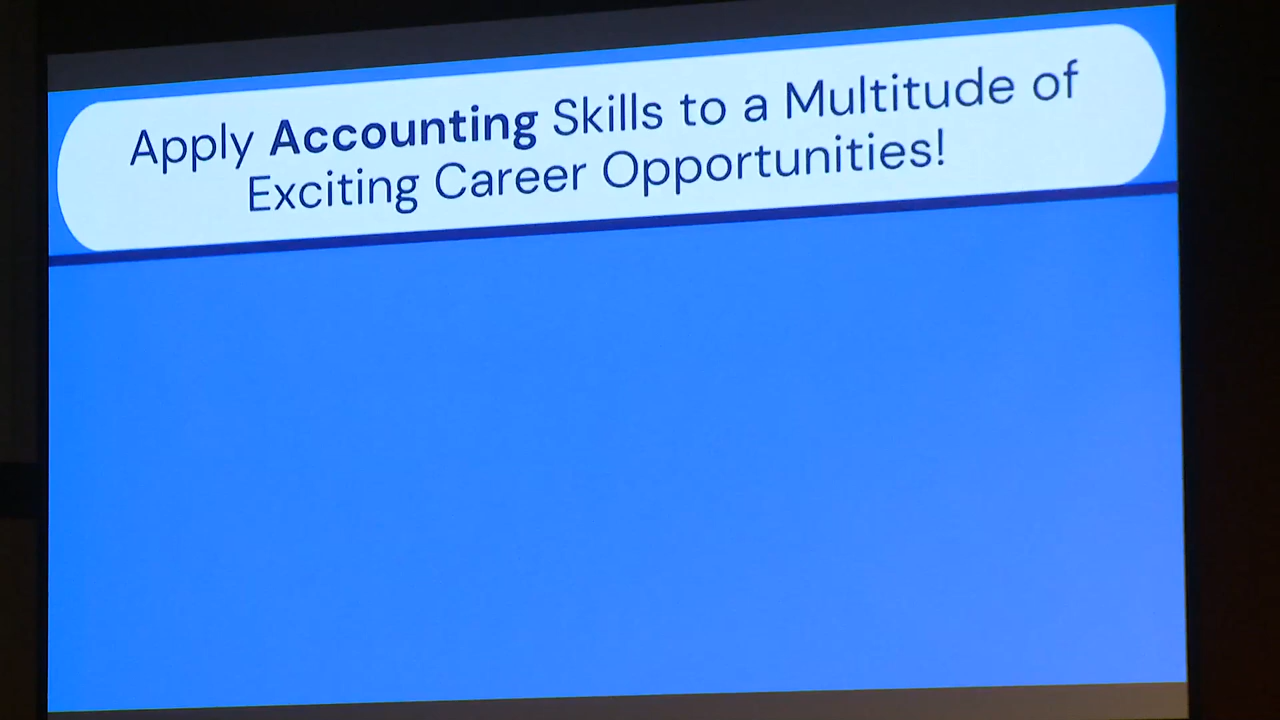 Apply Accounting Skills to a Multitude of
Exciting Career Opportunities!